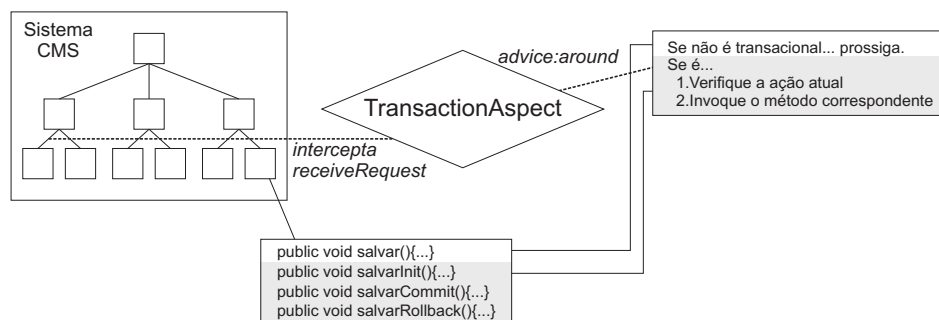 Sistema
CMS
advice:around
TransactionAspect
intercepta
receiveRequest
Se não é transacional... prossiga.
Se é...
1.Verifique a ação atual
2.Invoque o método correspondente
public void salvar(){...}
public void salvarInit(){...}
public void salvarCommit(){...}
public void salvarRollback(){...}